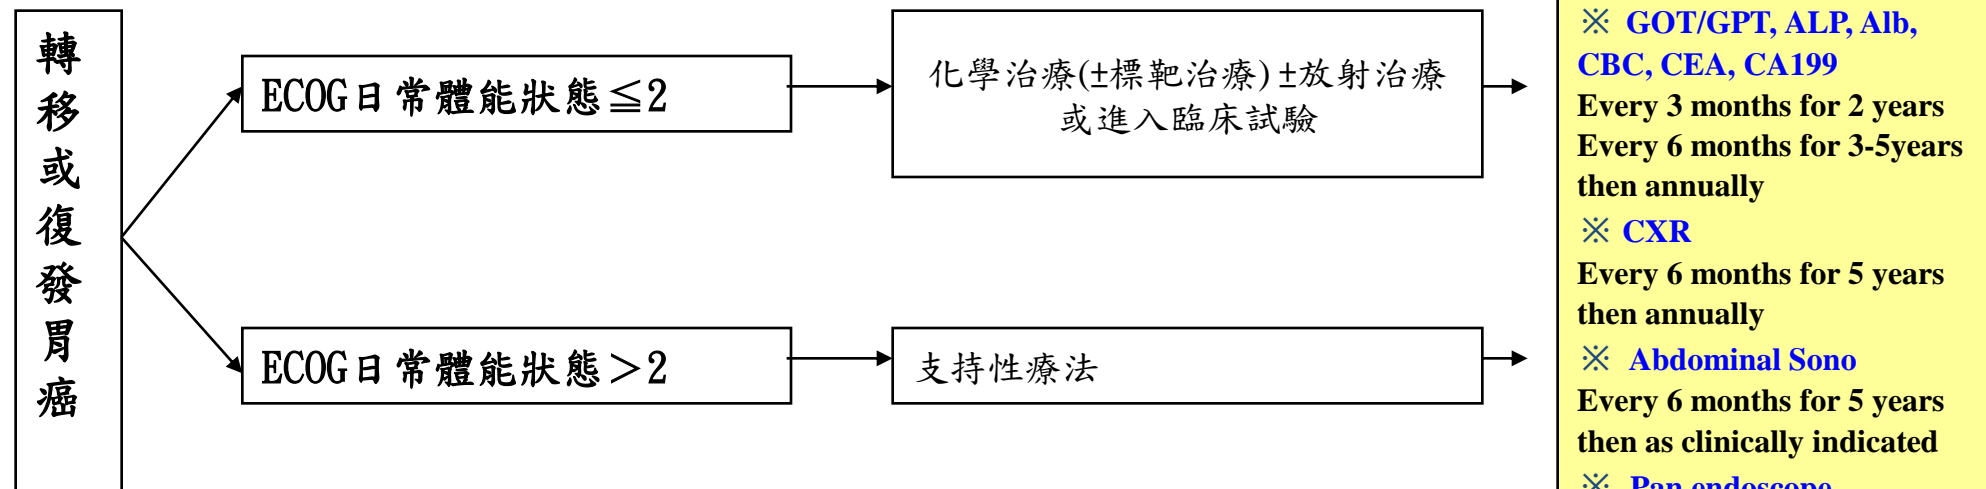 轉移或復發胃癌
ECOG日常體能狀態≦2
化學治療(±標靶治療)±放射治療
或進入臨床試驗
ECOG日常體能狀態＞2
支持性療法
※ GOT/GPT, ALP, Alb,
CBC, CEA, CA199
Every 3 months for 2 years
Every 6 months for 3-5years
then annually
※ CXR
Every 6 months for 5 years
then annually
※ Abdominal Sono
Every 6 months for 5 years
then as clinically indicated
※ Pan endoscope